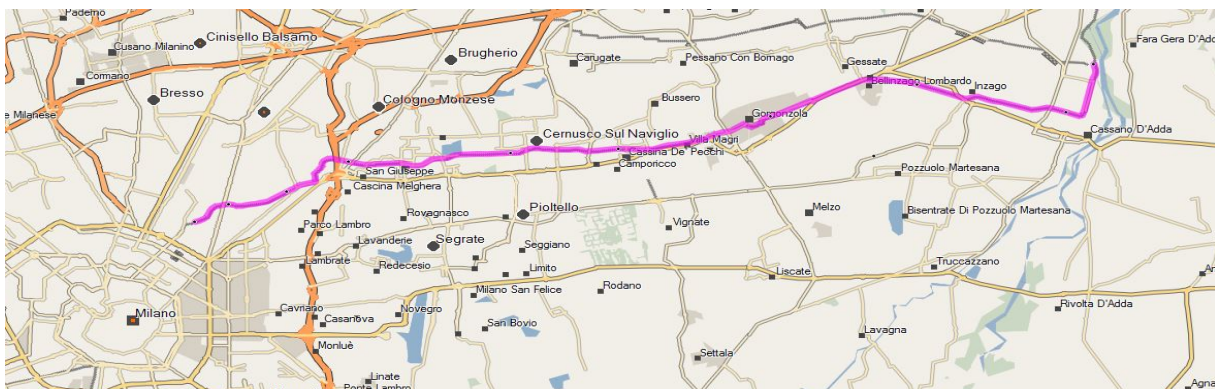 Paderno
Cinisello Balsamo
Cusano Milanino
Brugherio
Fara Gera D'Add
Carugate
Pessano Con Bornago
Gessate
Cormano
Bellinzago Lombardo
Inzago
Bresso
Cologno Monzese
Bussero
e Milanese
Gorgonzola
Cernusco Sul Naviglio
Villa Magri
Cassano D'Adda
Cassina De' Pecchi
San Giuseppe
Camporicco
Pozzuolo Martesana
Cascina Melghera
Pioltello
Melzo
Bisentrate Di Pozzuolo Martesana
Rovagnasco
Parco Lambro
Vignate
Lavanderie
Segrate
Seggiano
Lambrate
Redecesio
Limito
Truccazzano
Liscate
Milano San Felice
Rodano
Rivolta D'Adda
Cavriano
Novegro
Milano
Casanova
San Bovio
Lavagna
Monluè
Settala
Linate
Ponte Lambro
Agna